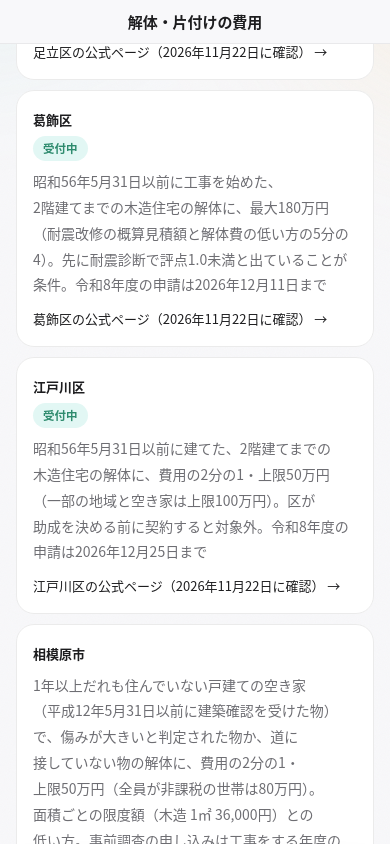 解体・片付けの費用
足立区の公式ページ（2026年11月22日に確認） →
葛飾区
受付中
昭和56年5月31日以前に工事を始めた、
2階建てまでの木造住宅の解体に、最大180万円
（耐震改修の概算見積額と解体費の低い方の5分の
4）。先に耐震診断で評点1.0未満と出ていることが
条件。令和8年度の申請は2026年12月11日まで
葛飾区の公式ページ（2026年11月22日に確認） →
江戸川区
受付中
昭和56年5月31日以前に建てた、2階建てまでの
木造住宅の解体に、費用の2分の1・上限50万円
（一部の地域と空き家は上限100万円）。区が
助成を決める前に契約すると対象外。令和8年度の
申請は2026年12月25日まで
江戸川区の公式ページ（2026年11月22日に確認） →
相模原市
1年以上だれも住んでいない戸建ての空き家
（平成12年5月31日以前に建築確認を受けた物）
で、傷みが大きいと判定された物か、道に
接していない物の解体に、費用の2分の1・
上限50万円（全員が非課税の世帯は80万円）。
面積ごとの限度額（木造 1㎡ 36,000円）との
低い方。事前調査の申し込みは工事をする年度の